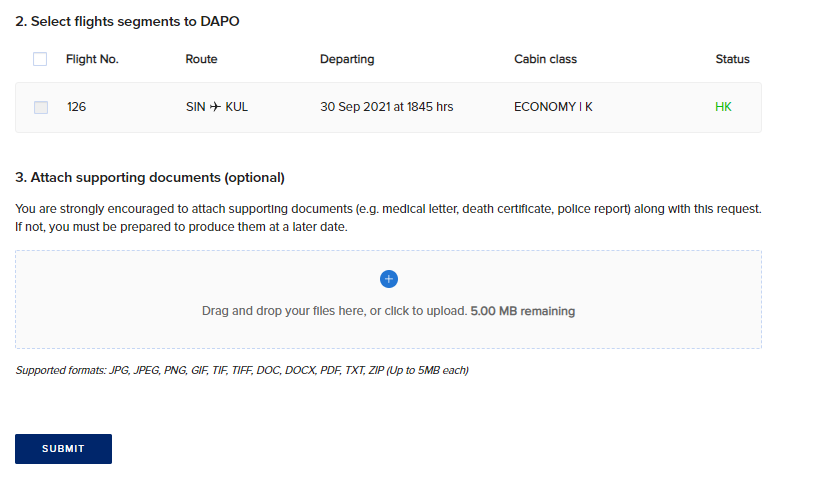 2. Select flights segments to DAPO
Flight No. Route Departing Cabin class Status
126 SIN ✈ KUL 30 Sep 2021 at 1845 hrs ECONOMY | K HK
3. Attach supporting documents (optional)
You are strongly encouraged to attach supporting documents (e.g. medical letter, death certificate, police report) along with this request.
If not, you must be prepared to produce them at a later date.
Drag and drop your files here, or click to upload. 5.00 MB remaining
Supported formats: JPG, JPEG, PNG, GIF, TIF, TIFF, DOC, DOCX, PDF, TXT, ZIP (Up to 5MB each)
SUBMIT